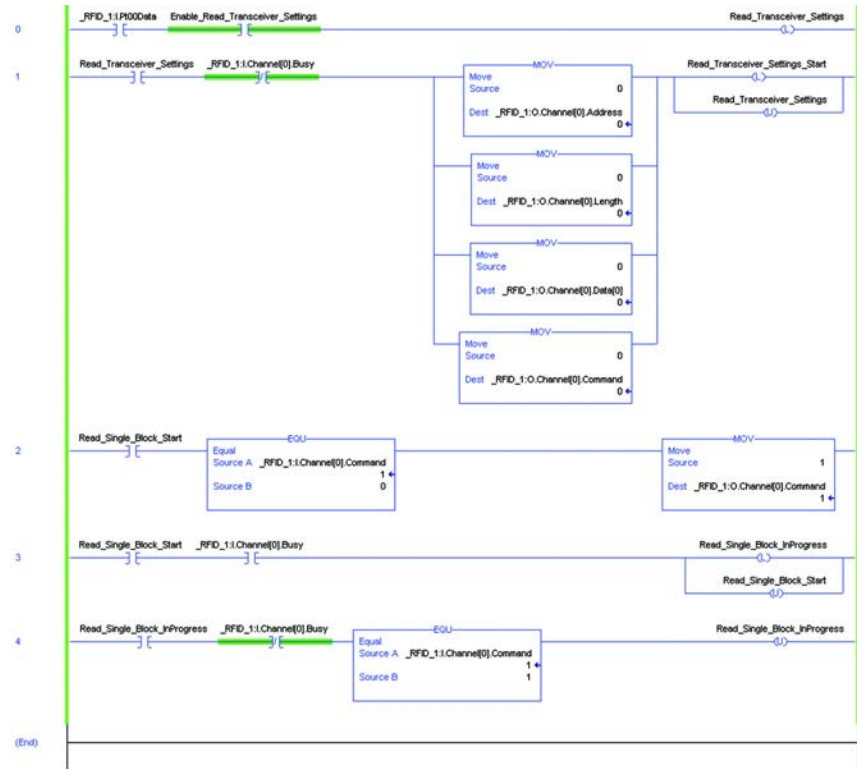 _RFID_1:I.Pt00Data Enable_Read_Transceiver_Settings Read_Transceiver_Settings
0 L
Read_Transceiver_Settings _RFID_1:I.Channel[0].Busy MOV Read_Transceiver_Settings_Start
1 Move L
Source 0
Read_Transceiver_Settings
Dest _RFID_1:O.Channel[0].Address U
0
MOV
Move
Source 0
Dest _RFID_1:O.Channel[0].Length
0
MOV
Move
Source 0
Dest _RFID_1:O.Channel[0].Data[0]
0
MOV
Move
Source 0
Dest _RFID_1:O.Channel[0].Command
0
Read_Single_Block_Start EQU MOV
2 Equal Move
Source A _RFID_1:I.Channel[0].Command Source 1
1
Source B 0 Dest _RFID_1:O.Channel[0].Command
1
Read_Single_Block_Start _RFID_1:I.Channel[0].Busy Read_Single_Block_InProgress
3 L
Read_Single_Block_Start
U
Read_Single_Block_InProgress _RFID_1:I.Channel[0].Busy EQU Read_Single_Block_InProgress
4 Equal U
Source A _RFID_1:I.Channel[0].Command
1
Source B 1
(End)